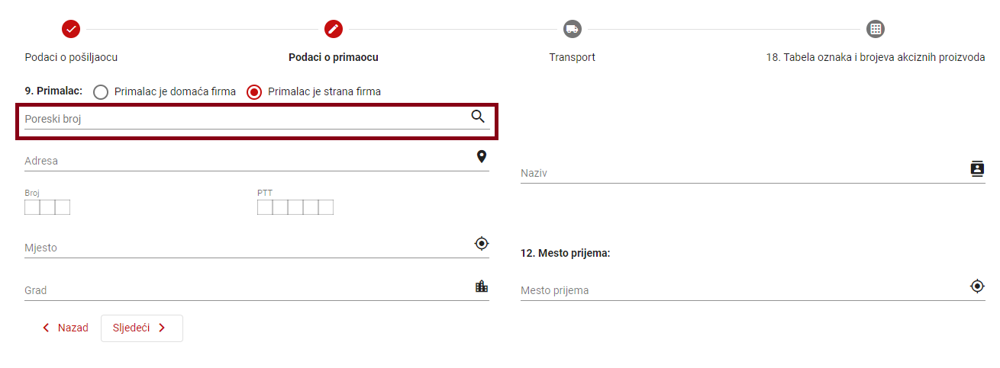 Podaci o pošiljaocu
Podaci o primaocu
Transport
18. Tabela oznaka i brojeva akciznih proizvoda
9. Primalac: Primalac je domaća firma Primalac je strana firma
Poreski broj
Adresa
Naziv
Broj PTT
Mjesto
12. Mesto prijema:
Grad
Mesto prijema
Nazad Sljedeći